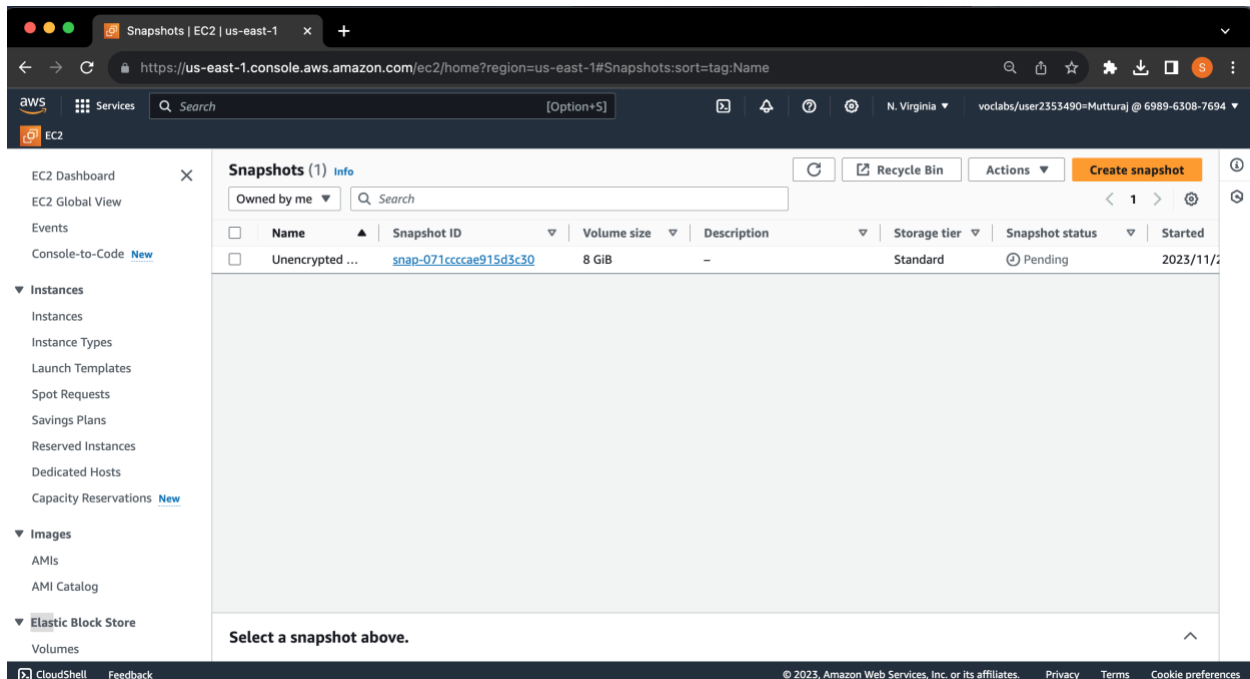 Snapshots | EC2 | us-east-1
https://us-east-1.console.aws.amazon.com/ec2/home?region=us-east-1#Snapshots:sort=tag:Name
S
aws Services Search [Option+S] N. Virginia voclabs/user2353490=Mutturaj @ 6989-6308-7694
EC2
EC2 Dashboard
EC2 Global View
Events
Console-to-Code New
Instances
Instances
Instance Types
Launch Templates
Spot Requests
Savings Plans
Reserved Instances
Dedicated Hosts
Capacity Reservations New
Images
AMIs
AMI Catalog
Elastic Block Store
Volumes
Snapshots (1) Info Recycle Bin Actions Create snapshot
Owned by me Search 1
Name Snapshot ID Volume size Description Storage tier Snapshot status Started
Unencrypted ... snap-071ccccae915d3c30 8 GiB – Standard Pending 2023/11/2
Select a snapshot above.
CloudShell Feedback © 2023, Amazon Web Services, Inc. or its affiliates. Privacy Terms Cookie preferences